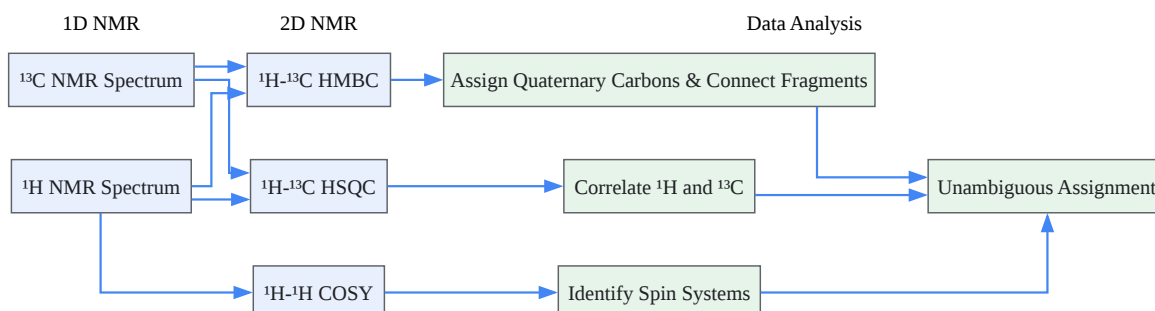 1D NMR
2D NMR
Data Analysis
¹³C NMR Spectrum
¹H-¹³C HMBC
Assign Quaternary Carbons & Connect Fragments
¹H NMR Spectrum
¹H-¹³C HSQC
Correlate ¹H and ¹³C
Unambiguous Assignment
¹H-¹H COSY
Identify Spin Systems